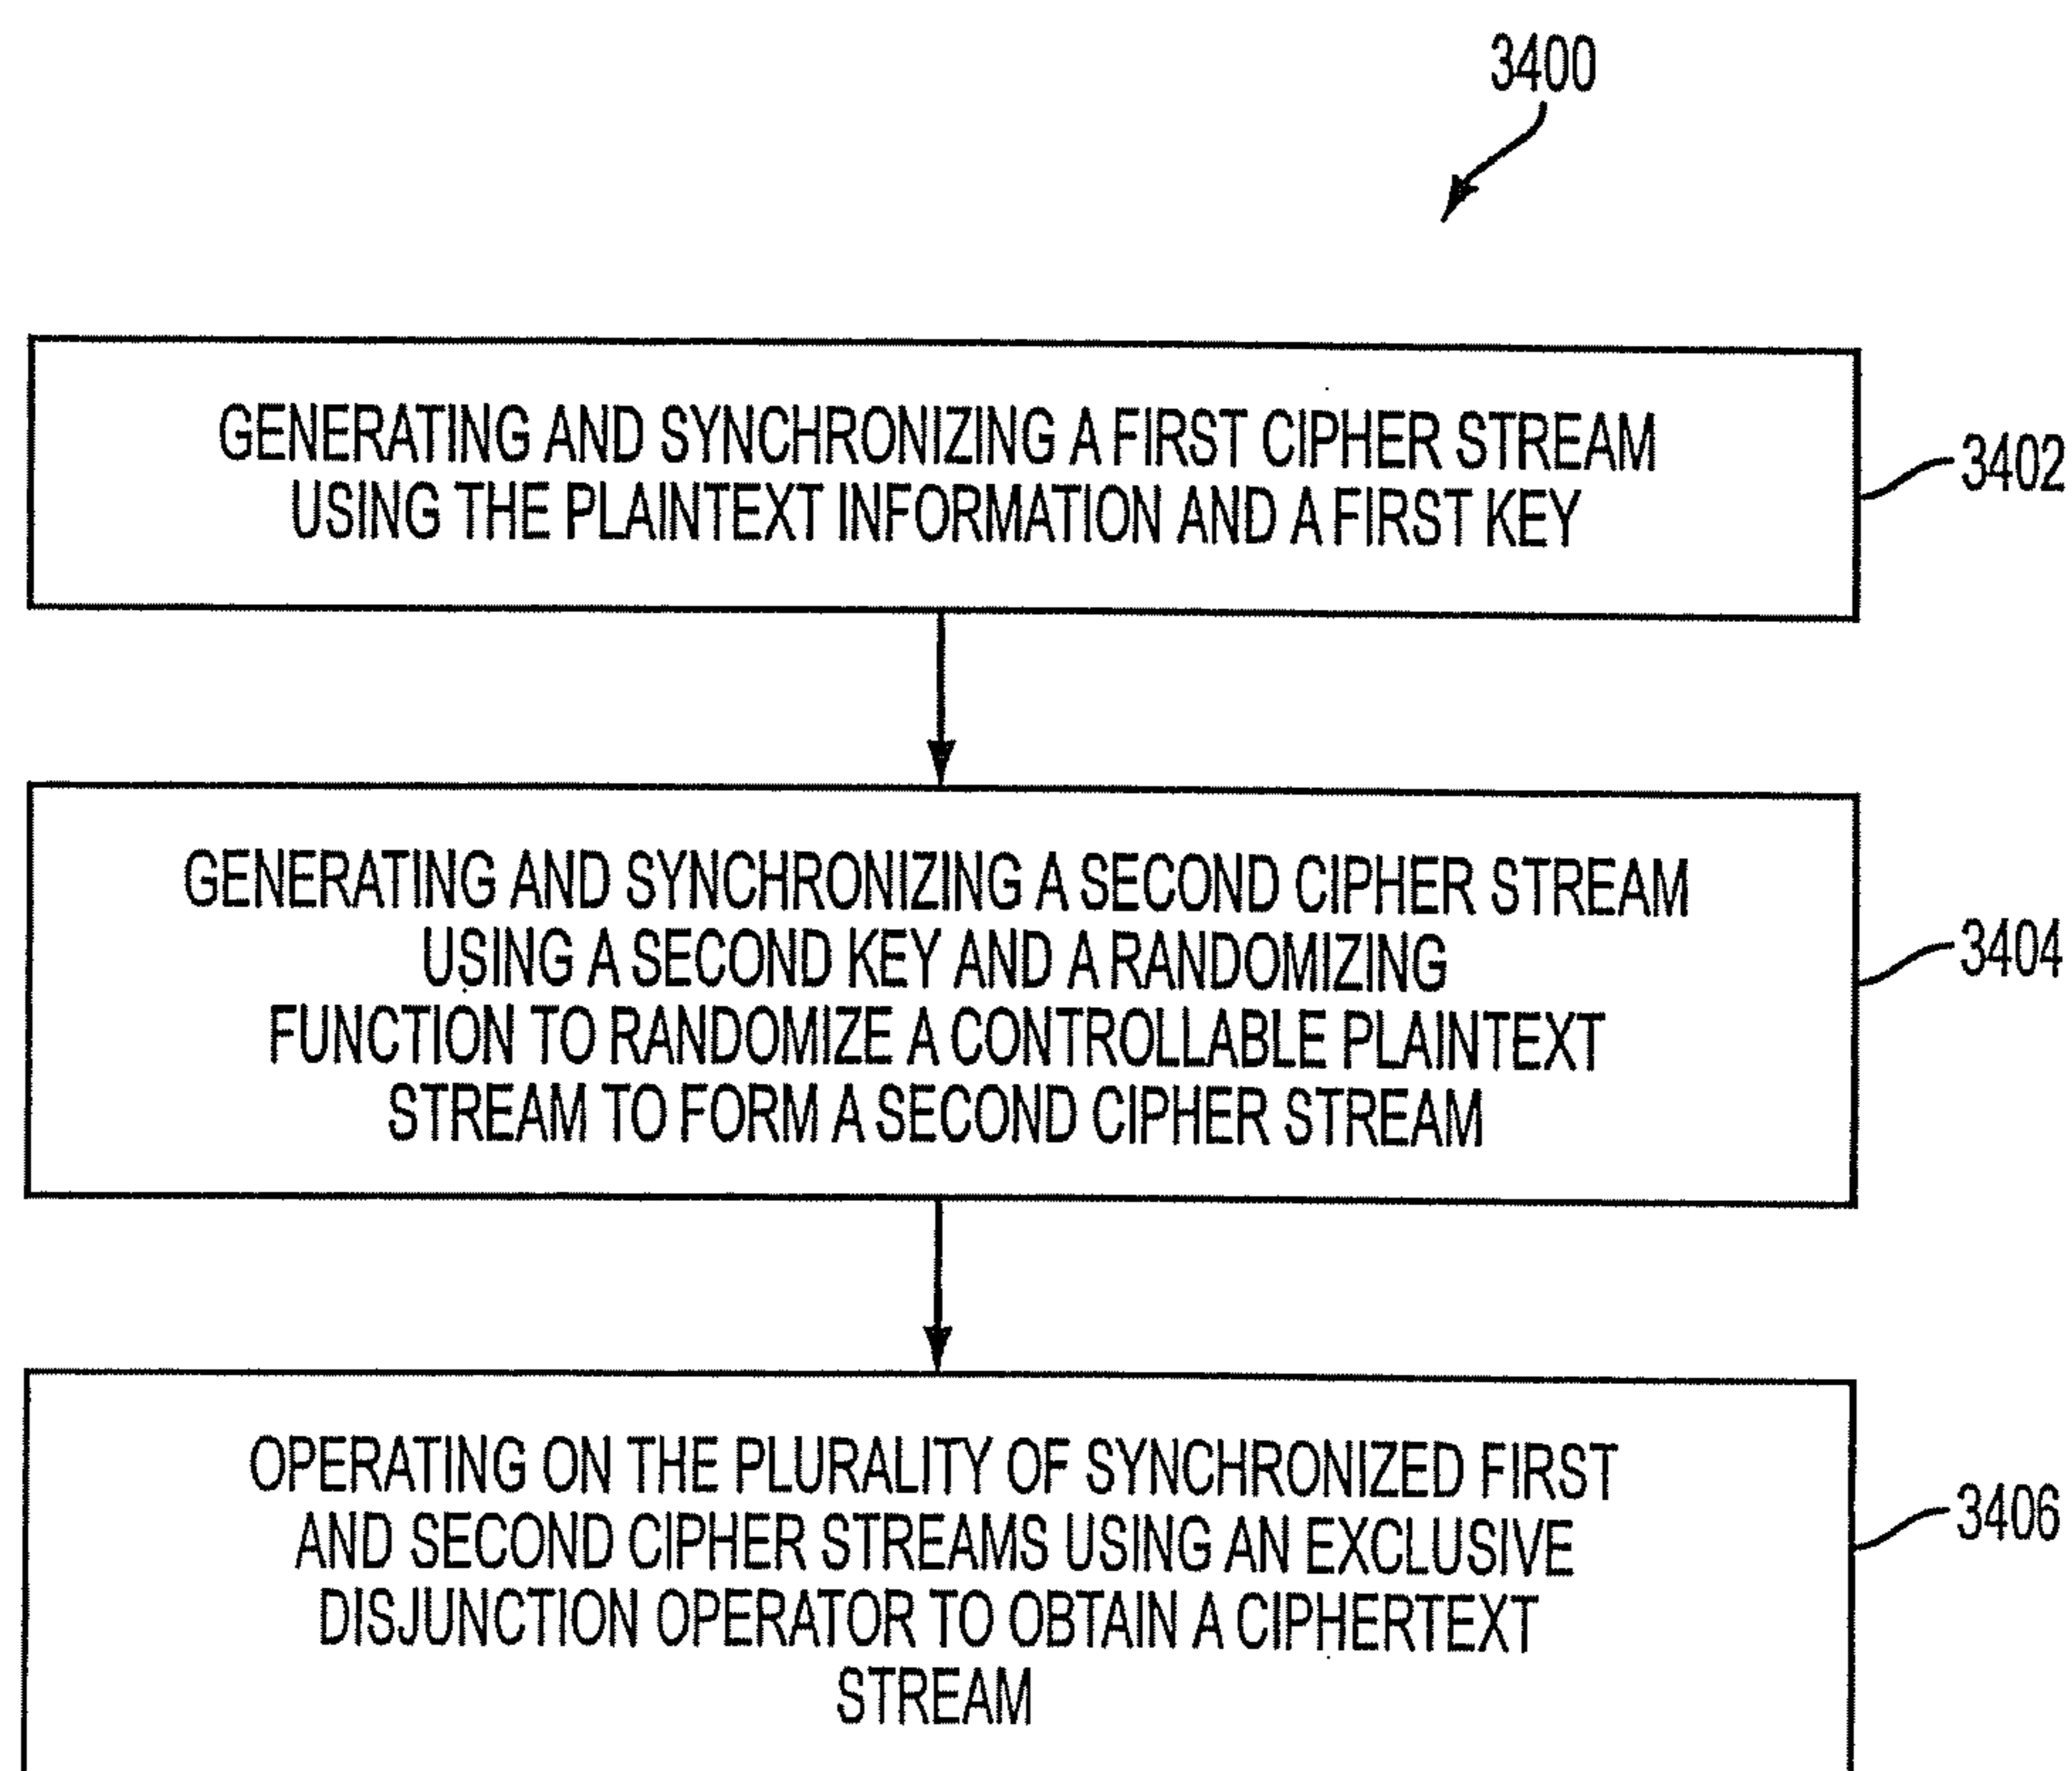 3400
GENERATING AND SYNCHRONIZING A FIRST CIPHER STREAM
USING THE PLAINTEXT INFORMATION AND A FIRST KEY
3402
GENERATING AND SYNCHRONIZING A SECOND CIPHER STREAM
USING A SECOND KEY AND A RANDOMIZING
FUNCTION TO RANDOMIZE A CONTROLLABLE PLAINTEXT
STREAM TO FORM A SECOND CIPHER STREAM
3404
OPERATING ON THE PLURALITY OF SYNCHRONIZED FIRST
AND SECOND CIPHER STREAMS USING AN EXCLUSIVE
DISJUNCTION OPERATOR TO OBTAIN A CIPHERTEXT
STREAM
3406